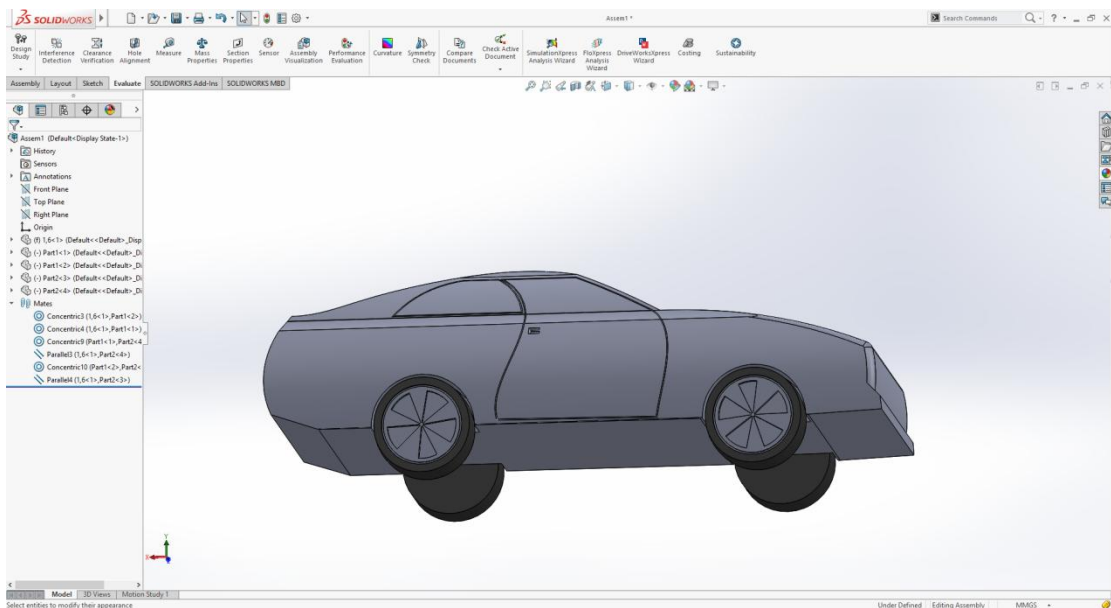 SOLIDWORKS
Assem1 *
Search Commands
Design Study
Interference Detection
Clearance Verification
Hole Alignment
Measure
Mass Properties
Section Properties
Sensor
Assembly Visualization
Performance Evaluation
Curvature
Symmetry Check
Compare Documents
Check Active Document
SimulationXpress Analysis Wizard
FloXpress Analysis Wizard
DriveWorksXpress Wizard
Costing
Sustainability
Assembly Layout Sketch Evaluate SOLIDWORKS Add-Ins SOLIDWORKS MBD
Assem1 (Default<Display State-1>)
History
Sensors
Annotations
Front Plane
Top Plane
Right Plane
Origin
(f) 1,6<1> (Default<<Default>_Disp
(-) Part1<1> (Default<<Default>_Di
(-) Part1<2> (Default<<Default>_Di
(-) Part2<3> (Default<<Default>_Di
(-) Part2<4> (Default<<Default>_Di
Mates
Concentric3 (1,6<1>,Part1<2>)
Concentric4 (1,6<1>,Part1<1>)
Concentric9 (Part1<1>,Part2<4
Parallel3 (1,6<1>,Part2<4>)
Concentric10 (Part1<2>,Part2<
Parallel4 (1,6<1>,Part2<3>)
Y
X
Model 3D Views Motion Study 1
Select entities to modify their appearance
Under Defined Editing Assembly MMGS